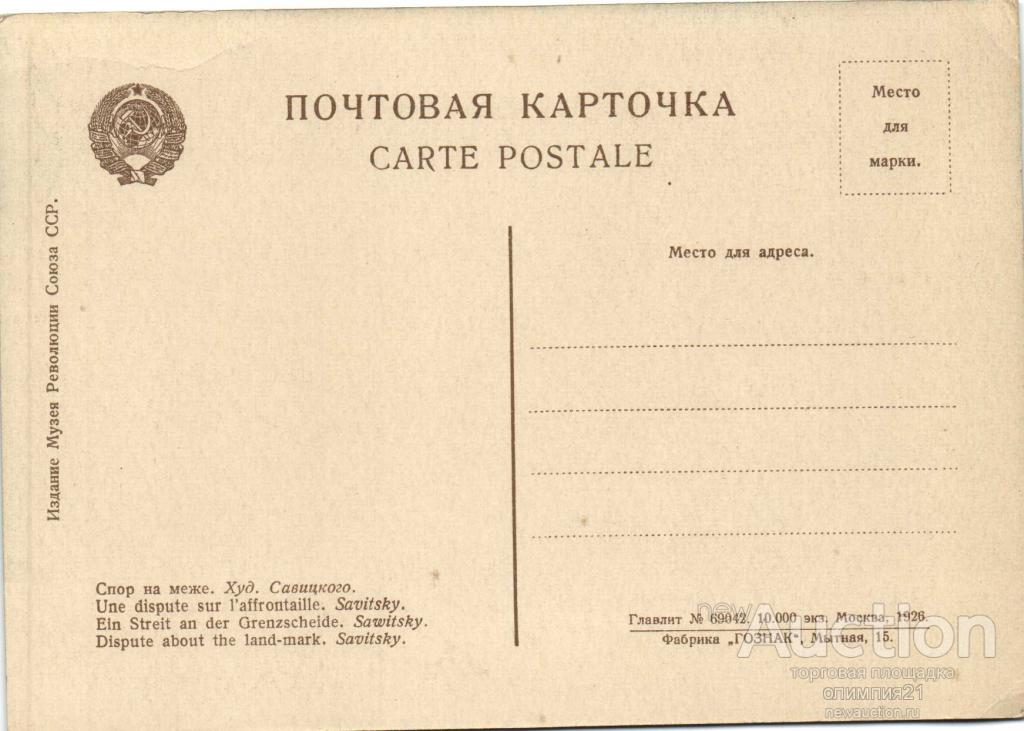 ПОЧТОВАЯ КАРТОЧКА
CARTE POSTALE
Место
для
марки.
Издание Музея Революции Союза ССР.
Место для адреса.
Спор на меже. Худ. Савицкого.
Une dispute sur l'affrontaille. Savitsky.
Ein Streit an der Grenzscheide. Sawitsky.
Dispute about the land-mark. Savitsky.
Главлит № 69042. 10.000 экз. Москва, 1926.
Фабрика „ГОЗНАК“, Мытная, 15.
newAuction
торговая площадка
олимпия21
newauction.ru